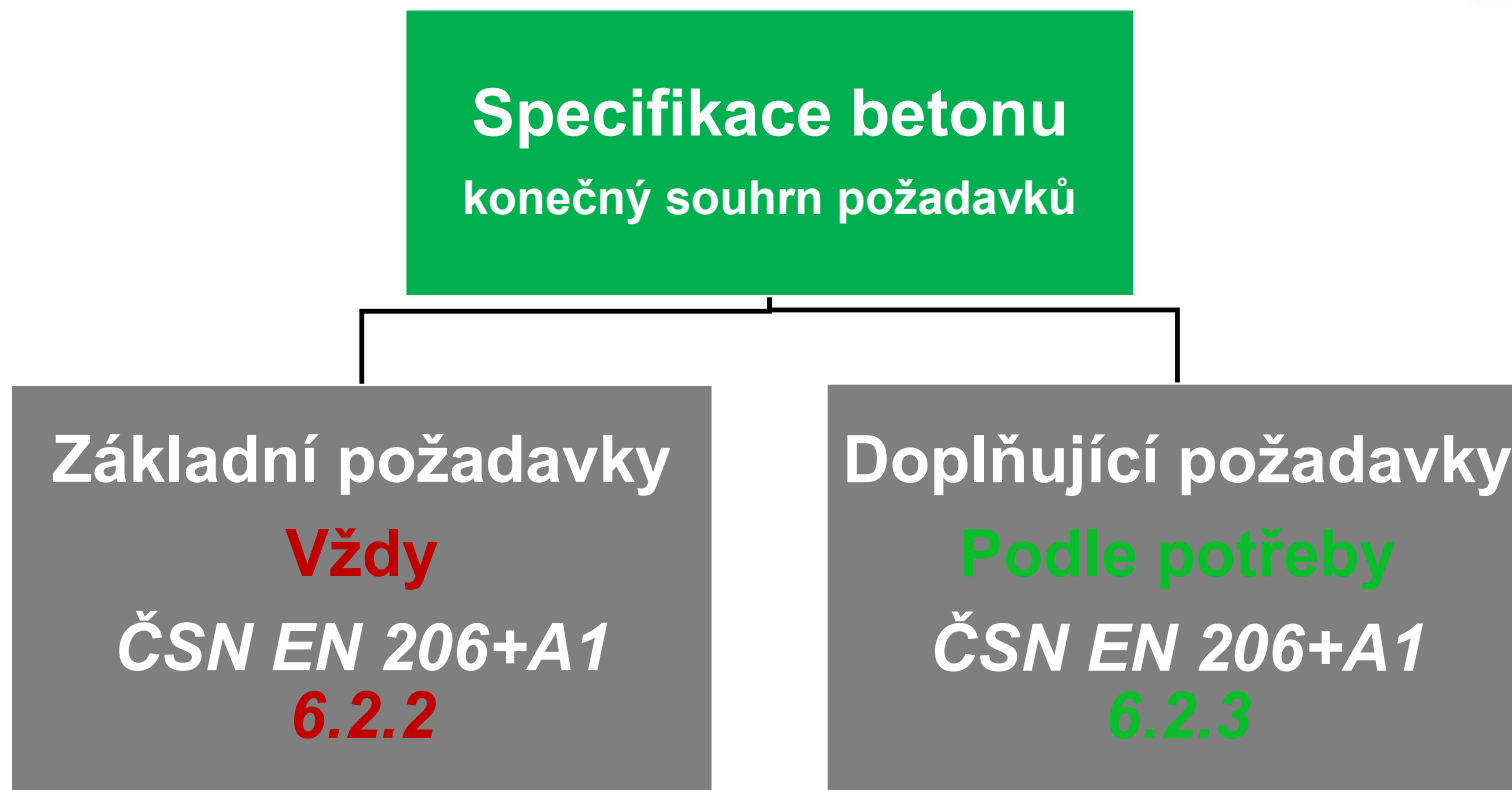 Specifikace betonu
konečný souhrn požadavků
Základní požadavky
Vždy
ČSN EN 206+A1
6.2.2
Doplňující požadavky
Podle potřeby
ČSN EN 206+A1
6.2.3